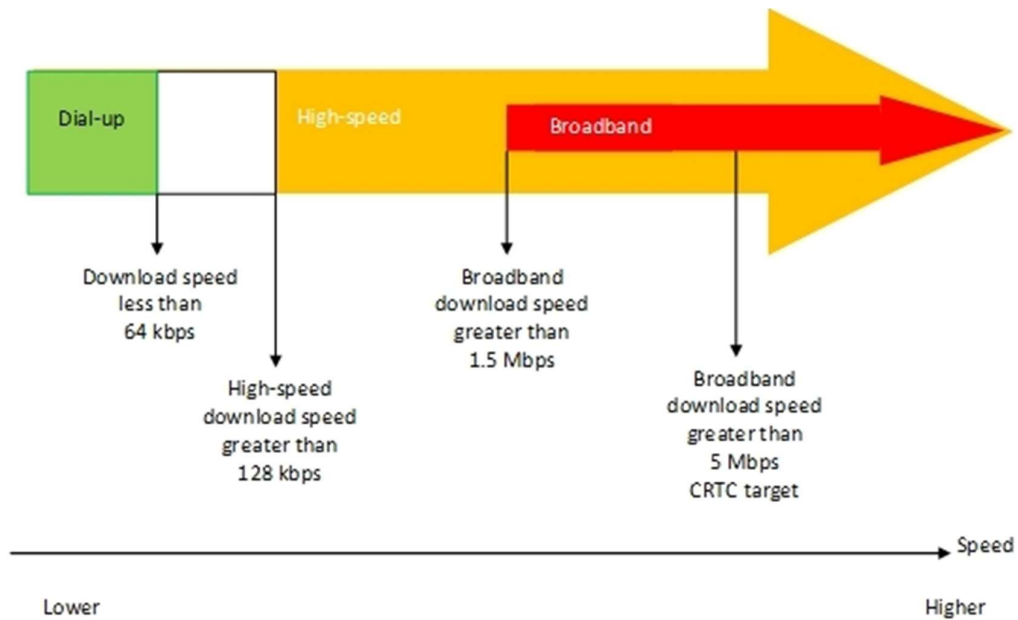 Dial-up
High-speed
Broadband
Download speed
less than
64 kbps
High-speed
download speed
greater than
128 kbps
Broadband
download speed
greater than
1.5 Mbps
Broadband
download speed
greater than
5 Mbps
CRTC target
Speed
Lower
Higher